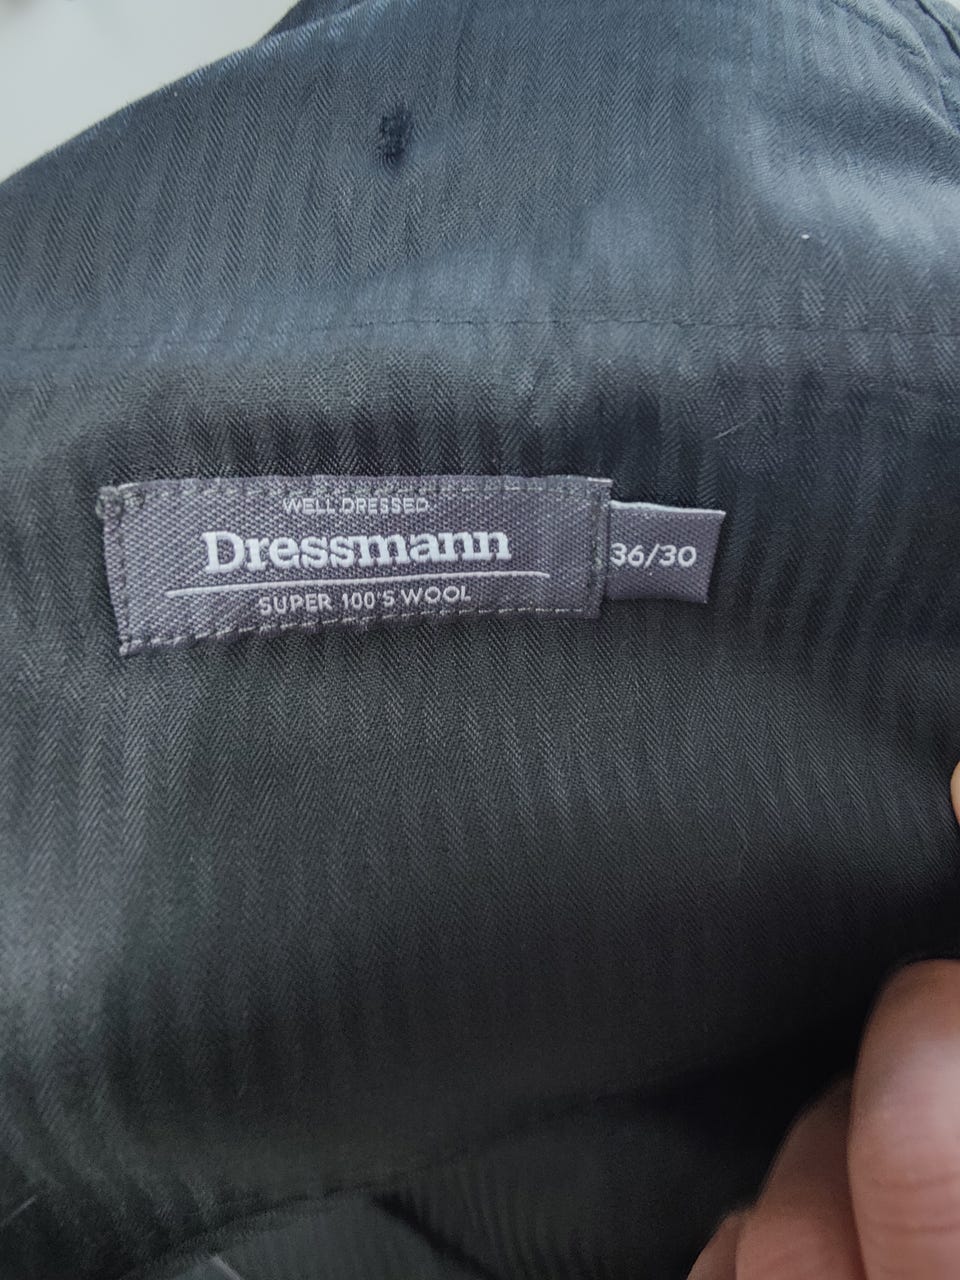 WELL DRESSED
Dressmann
SUPER 100'S WOOL
36/30